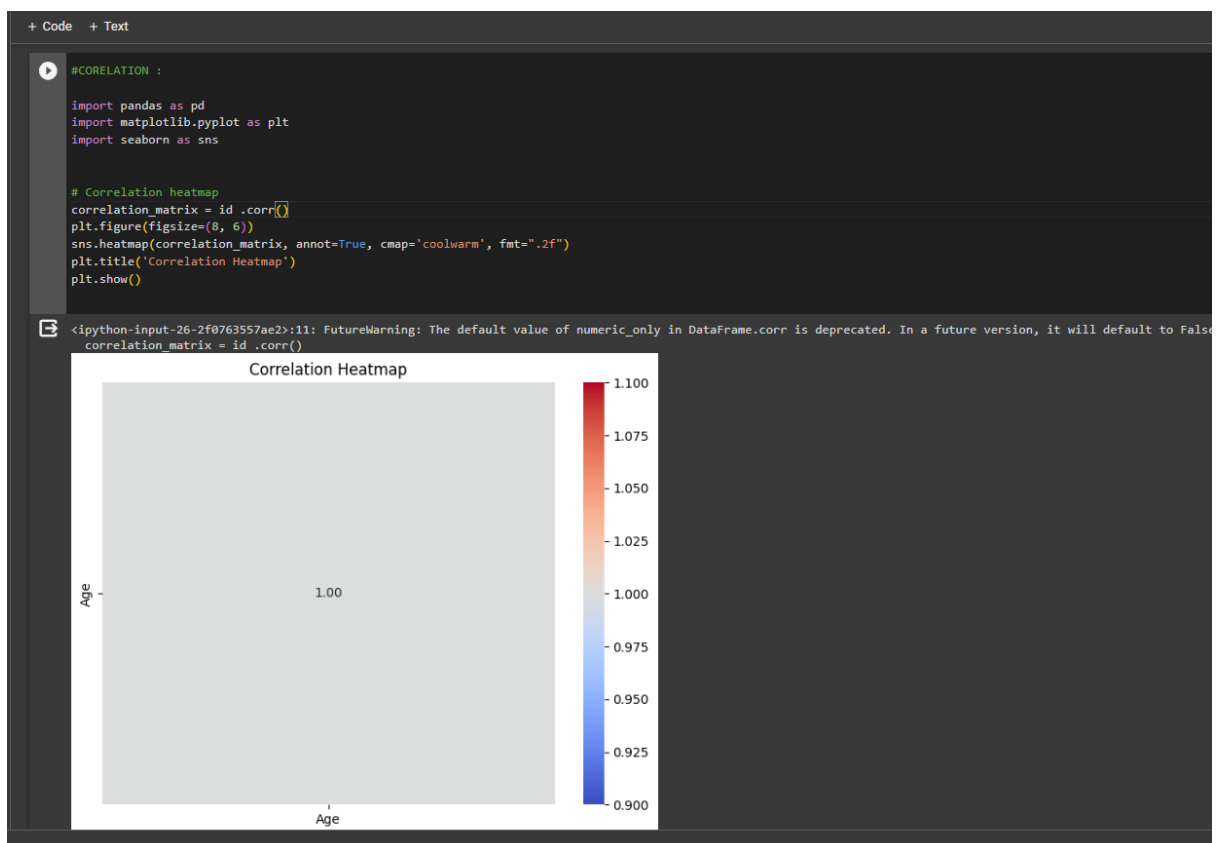 + Code + Text
#CORELATION :
import pandas as pd
import matplotlib.pyplot as plt
import seaborn as sns
# Correlation heatmap
correlation_matrix = id .corr()
plt.figure(figsize=(8, 6))
sns.heatmap(correlation_matrix, annot=True, cmap='coolwarm', fmt=".2f")
plt.title('Correlation Heatmap')
plt.show()
<ipython-input-26-2f0763557ae2>:11: FutureWarning: The default value of numeric_only in DataFrame.corr is deprecated. In a future version, it will default to False
correlation_matrix = id .corr()
Correlation Heatmap
1.100
1.075
1.050
1.025
Age
1.00
1.000
0.975
0.950
0.925
0.900
Age